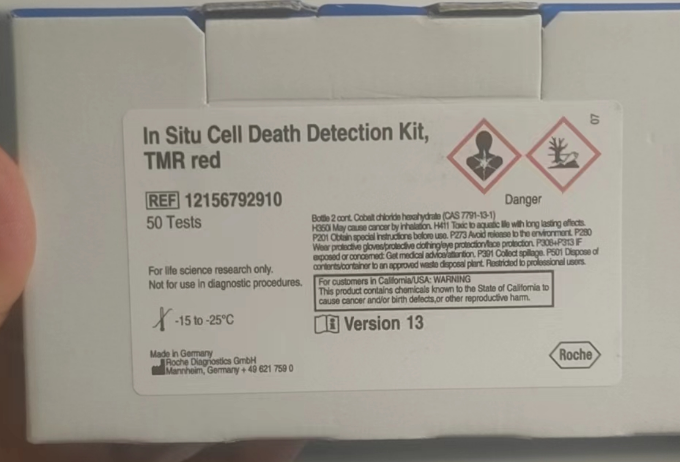 In Situ Cell Death Detection Kit,
TMR red
REF 12156792910
50 Tests
07
Danger
Bottle 2 cont. Cobalt chloride hexahydrate (CAS 7791-13-1)
H350i May cause cancer by inhalation. H411 Toxic to aquatic life with long lasting effects.
P201 Obtain special instructions before use. P273 Avoid release to the environment. P280
Wear protective gloves/protective clothing/eye protection/face protection. P308+P313 IF
exposed or concerned: Get medical advice/attention. P391 Collect spillage. P501 Dispose of
contents/container to an approved waste disposal plant. Restricted to professional users.
For life science research only.
Not for use in diagnostic procedures.
For customers in California/USA: WARNING
This product contains chemicals known to the State of California to
cause cancer and/or birth defects,or other reproductive harm.
-15 to -25°C
Version 13
Made in Germany
Roche Diagnostics GmbH
Mannheim, Germany + 49 621 759 0
Roche